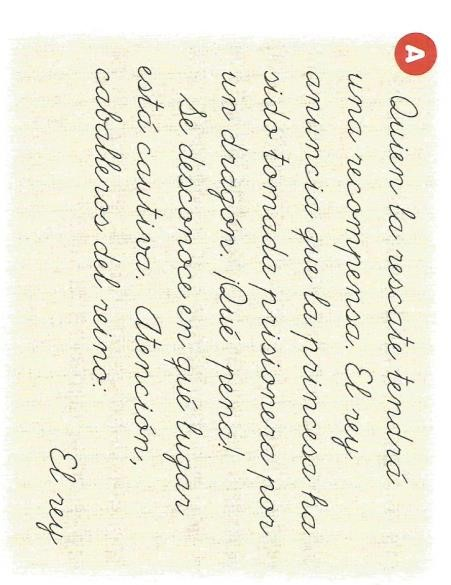 A
Quien la rescate tendrá
una recompensa. El rey
anuncia que la princesa ha
sido tomada prisionera por
un dragón. ¡Qué pena!
Se desconoce en qué lugar
está cautiva. Atención,
caballeros del reino:
El rey